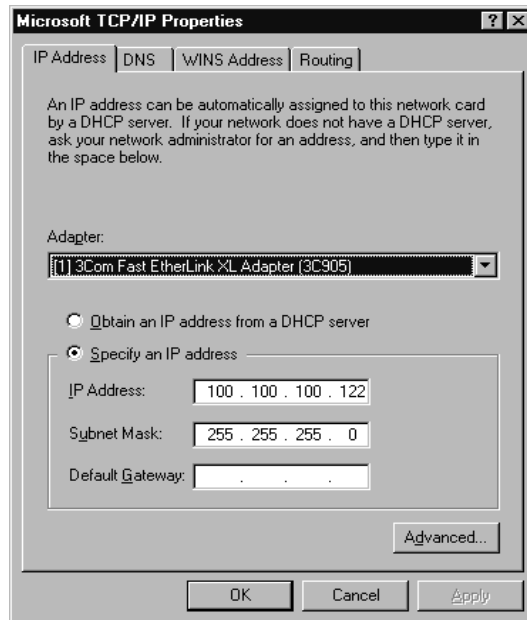 Microsoft TCP/IP Properties
IP Address DNS WINS Address Routing
An IP address can be automatically assigned to this network card
by a DHCP server. If your network does not have a DHCP server,
ask your network administrator for an address, and then type it in
the space below.
Adapter:
[1] 3Com Fast EtherLink XL Adapter (3C905)
Obtain an IP address from a DHCP server
Specify an IP address
IP Address: 100 . 100 . 100 . 122
Subnet Mask: 255 . 255 . 255 . 0
Default Gateway: . . .
Advanced...
OK Cancel Apply